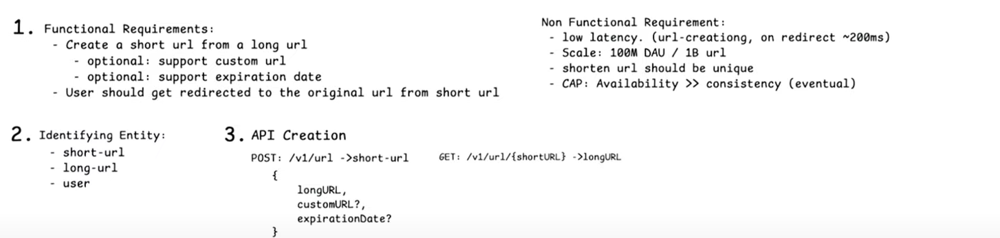 1. Functional Requirements:
- Create a short url from a long url
- optional: support custom url
- optional: support expiration date
- User should get redirected to the original url from short url
Non Functional Requirement:
- low latency. (url-creationg, on redirect ~200ms)
- Scale: 100M DAU / 1B url
- shorten url should be unique
- CAP: Availability >> consistency (eventual)
2. Identifying Entity:
- short-url
- long-url
- user
3. API Creation
POST: /v1/url ->short-url
{
longURL,
customURL?,
expirationDate?
}
GET: /v1/url/{shortURL} ->longURL